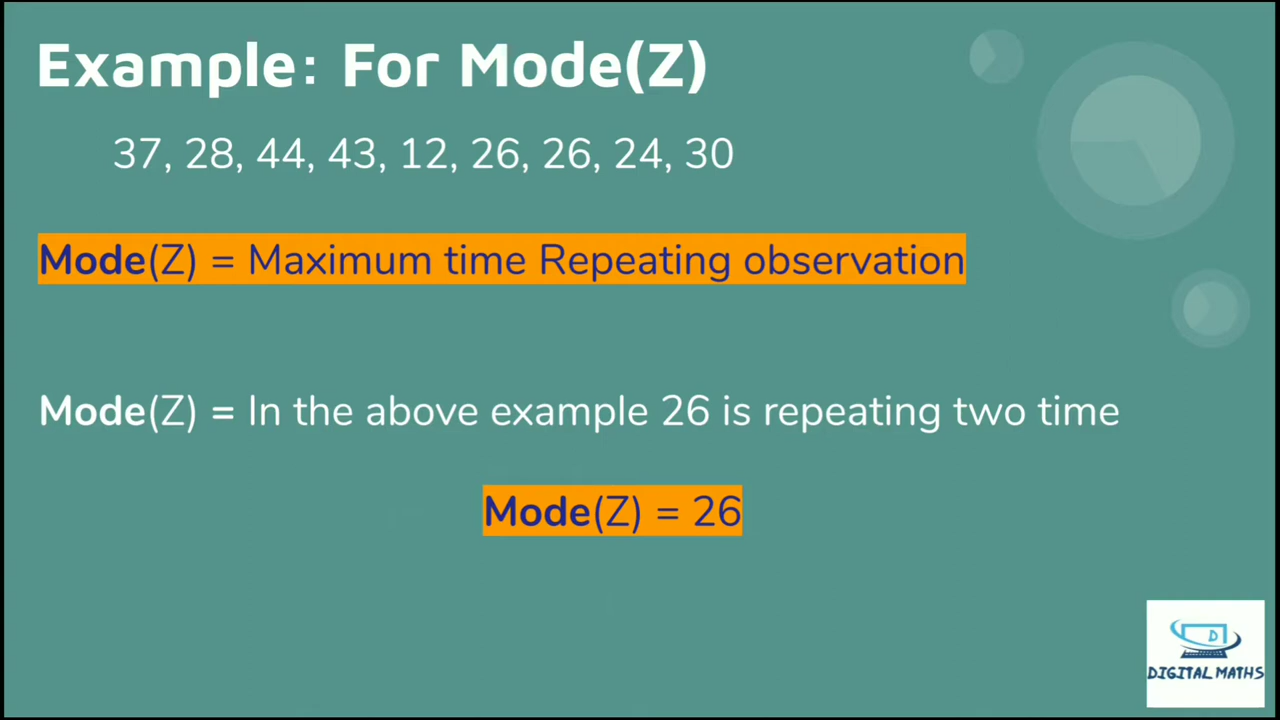 Example: For Mode(Z)
37, 28, 44, 43, 12, 26, 26, 24, 30
Mode(Z) = Maximum time Repeating observation
Mode(Z) = In the above example 26 is repeating two time
Mode(Z) = 26
D
DIGITAL MATHS